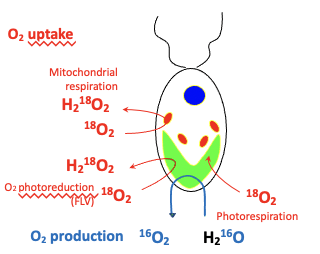 O₂ uptake
Mitochondrial
respiration
H₂¹⁸O₂
¹⁸O₂
H₂¹⁸O₂
O₂ photoreduction ¹⁸O₂
(FLV)
¹⁸O₂
Photorespiration
O₂ production ¹⁶O₂ H₂¹⁶O